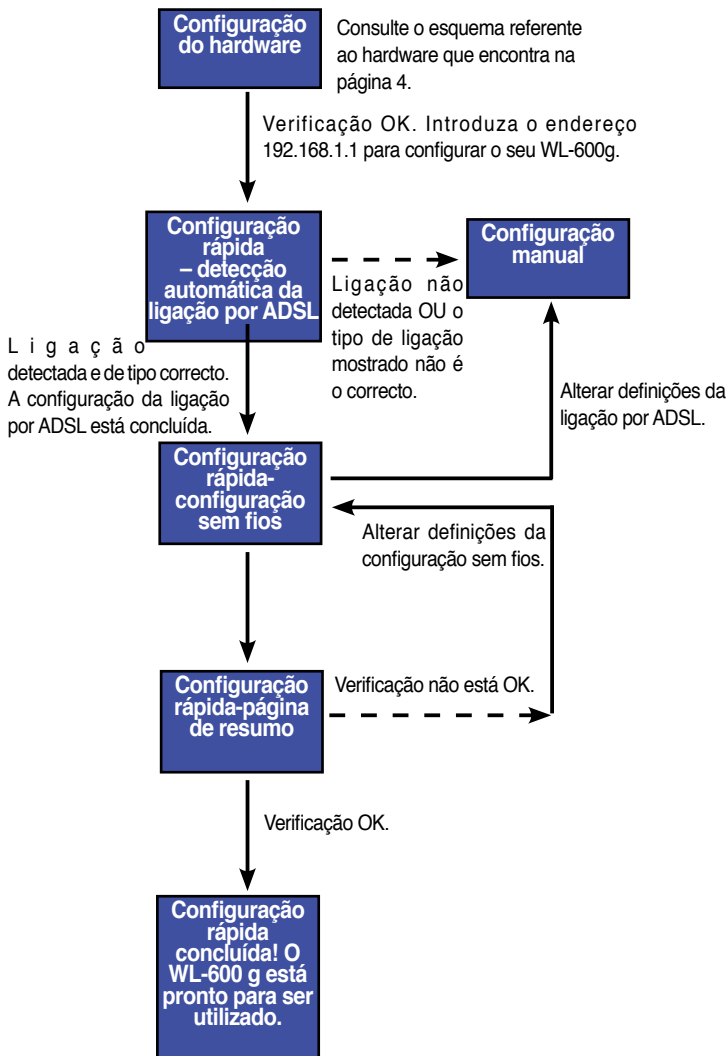 Configuração
do hardware
Consulte o esquema referente
ao hardware que encontra na
página 4.
Verificação OK. Introduza o endereço
192.168.1.1 para configurar o seu WL-600g.
Configuração
rápida
– detecção
automática da
ligação por ADSL
Configuração
manual
Ligação não
detectada OU o
tipo de ligação
mostrado não é
o correcto.
Ligação
detectada e de tipo correcto.
A configuração da ligação
por ADSL está concluída.
Alterar definições da
ligação por ADSL.
Configuração
rápida-
configuração
sem fios
Alterar definições da
configuração sem fios.
Configuração
rápida-página
de resumo
Verificação não está OK.
Verificação OK.
Configuração
rápida
concluída! O
WL-600 g está
pronto para ser
utilizado.